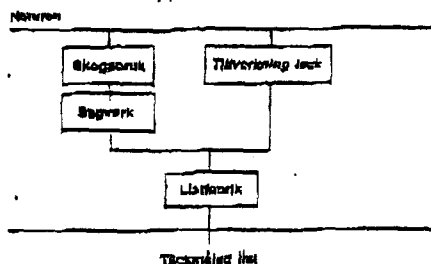 Naturen
Skogsbruk
Tillverkning lack
Sågverk
Listfabrik
Täckmålad list